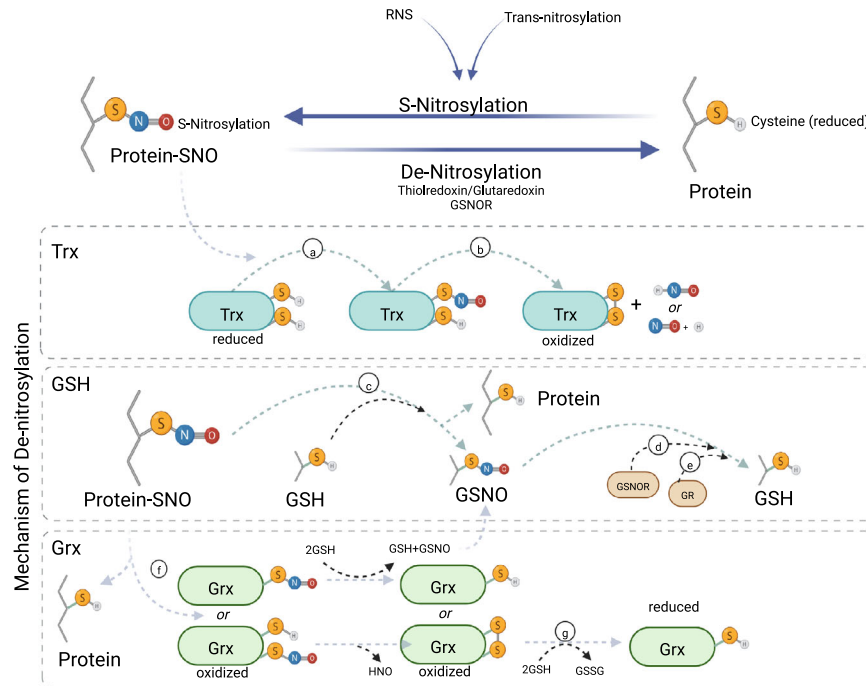 RNS
Trans-nitrosylation
S-Nitrosylation
S
N
O
S-Nitrosylation
Protein-SNO
S
H
Cysteine (reduced)
Protein
De-Nitrosylation
Thiolredoxin/Glutaredoxin
GSNOR
Mechanism of De-nitrosylation
Trx
a
b
Trx
S
H
S
H
reduced
Trx
S
N
O
S
H
Trx
S
S
oxidized
+
H
N
O
or
N
O
+
H
GSH
c
S
N
O
Protein-SNO
S
H
GSH
S
H
Protein
S
N
O
GSNO
d
e
GSNOR
GR
S
H
GSH
Grx
f
S
H
Protein
Grx
S
N
O
or
Grx
S
H
S
N
O
oxidized
2GSH
GSH+GSNO
HNO
Grx
S
H
or
Grx
S
S
oxidized
g
2GSH
GSSG
reduced
Grx
S
H